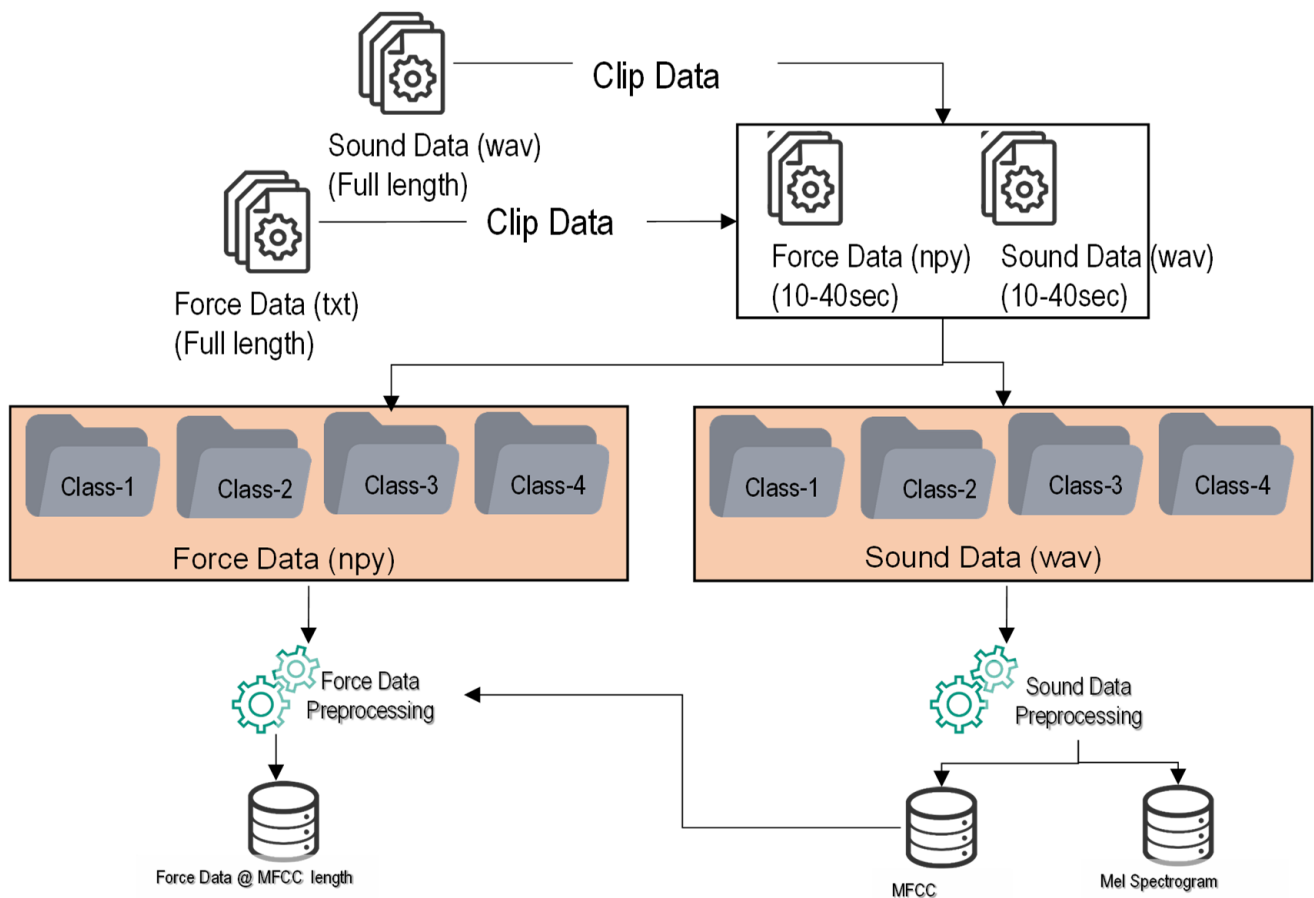 Clip Data
Sound Data (wav)
(Full length)
Clip Data
Force Data (txt)
(Full length)
Force Data (npy)
(10-40sec)
Sound Data (wav)
(10-40sec)
Class-1
Class-2
Class-3
Class-4
Force Data (npy)
Class-1
Class-2
Class-3
Class-4
Sound Data (wav)
Force Data
Preprocessing
Sound Data
Preprocessing
Force Data @ MFCC length
MFCC
Mel Spectrogram